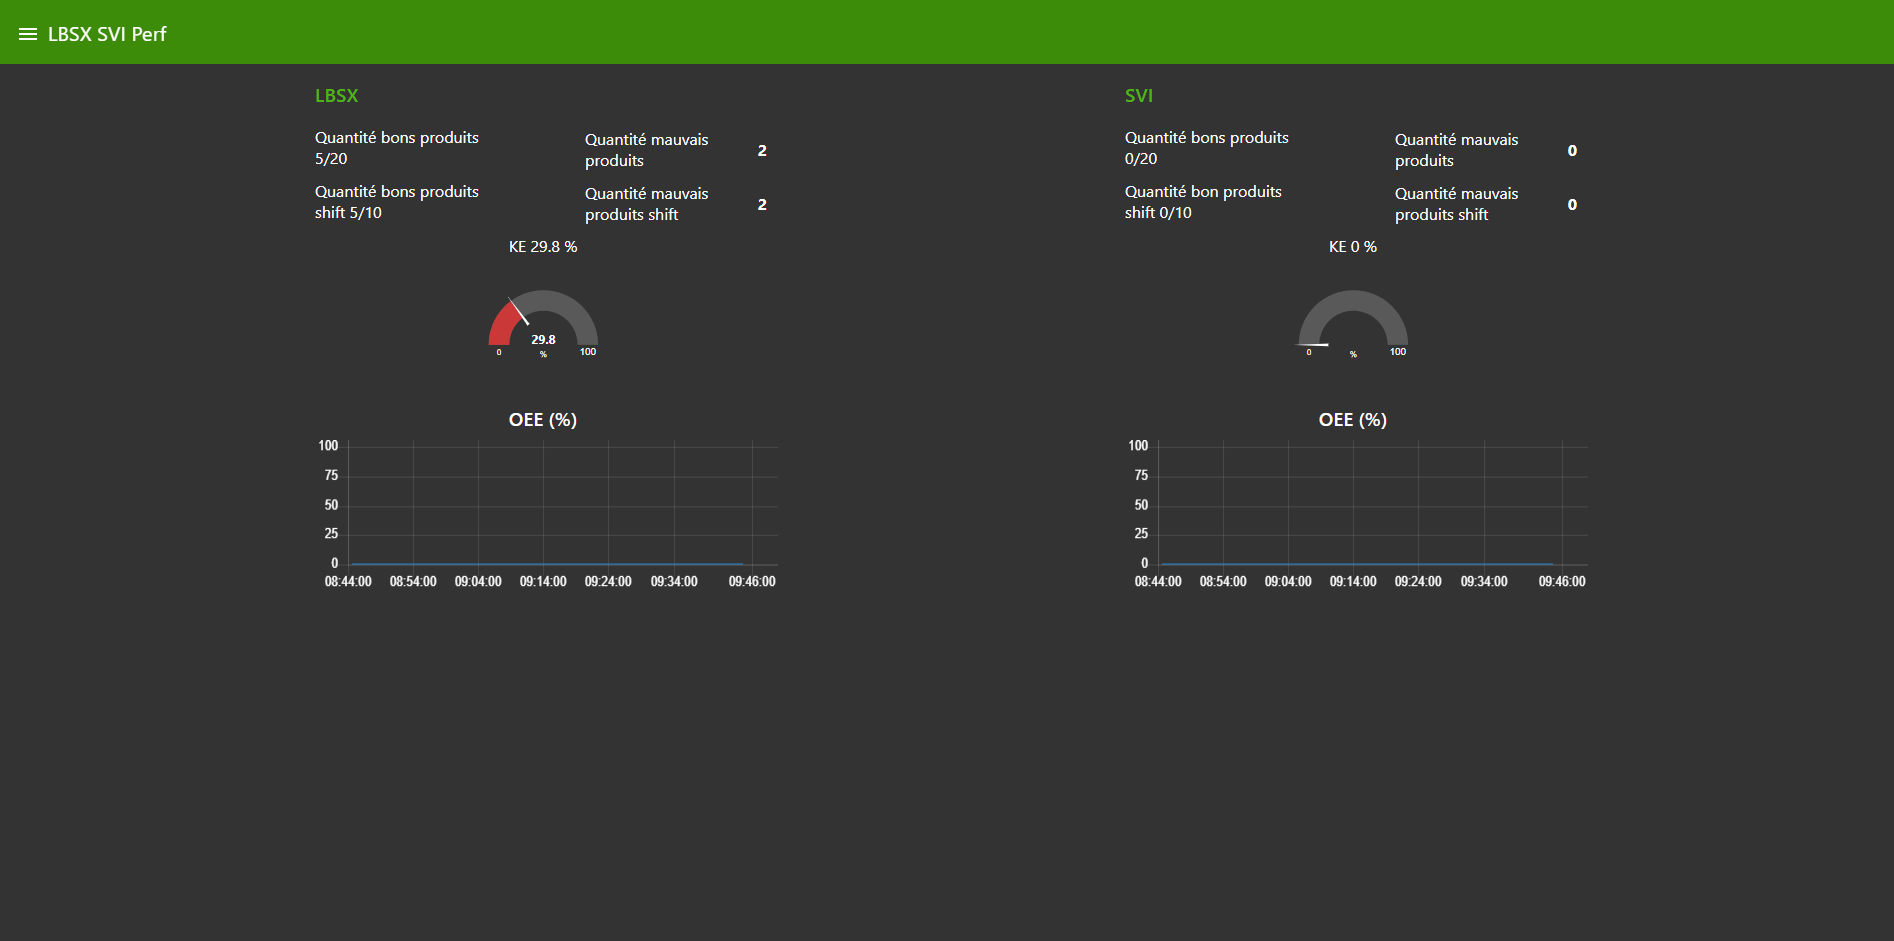 LBSX SVI Perf
LBSX
Quantité bons produits
5/20
Quantité mauvais
produits
2
Quantité bons produits
shift 5/10
Quantité mauvais
produits shift
2
KE 29.8 %
29.8
%
0
100
OEE (%)
100
75
50
25
0
08:44:00 08:54:00 09:04:00 09:14:00 09:24:00 09:34:00 09:46:00
SVI
Quantité bons produits
0/20
Quantité mauvais
produits
0
Quantité bon produits
shift 0/10
Quantité mauvais
produits shift
0
KE 0 %
0
%
100
OEE (%)
100
75
50
25
0
08:44:00 08:54:00 09:04:00 09:14:00 09:24:00 09:34:00 09:46:00